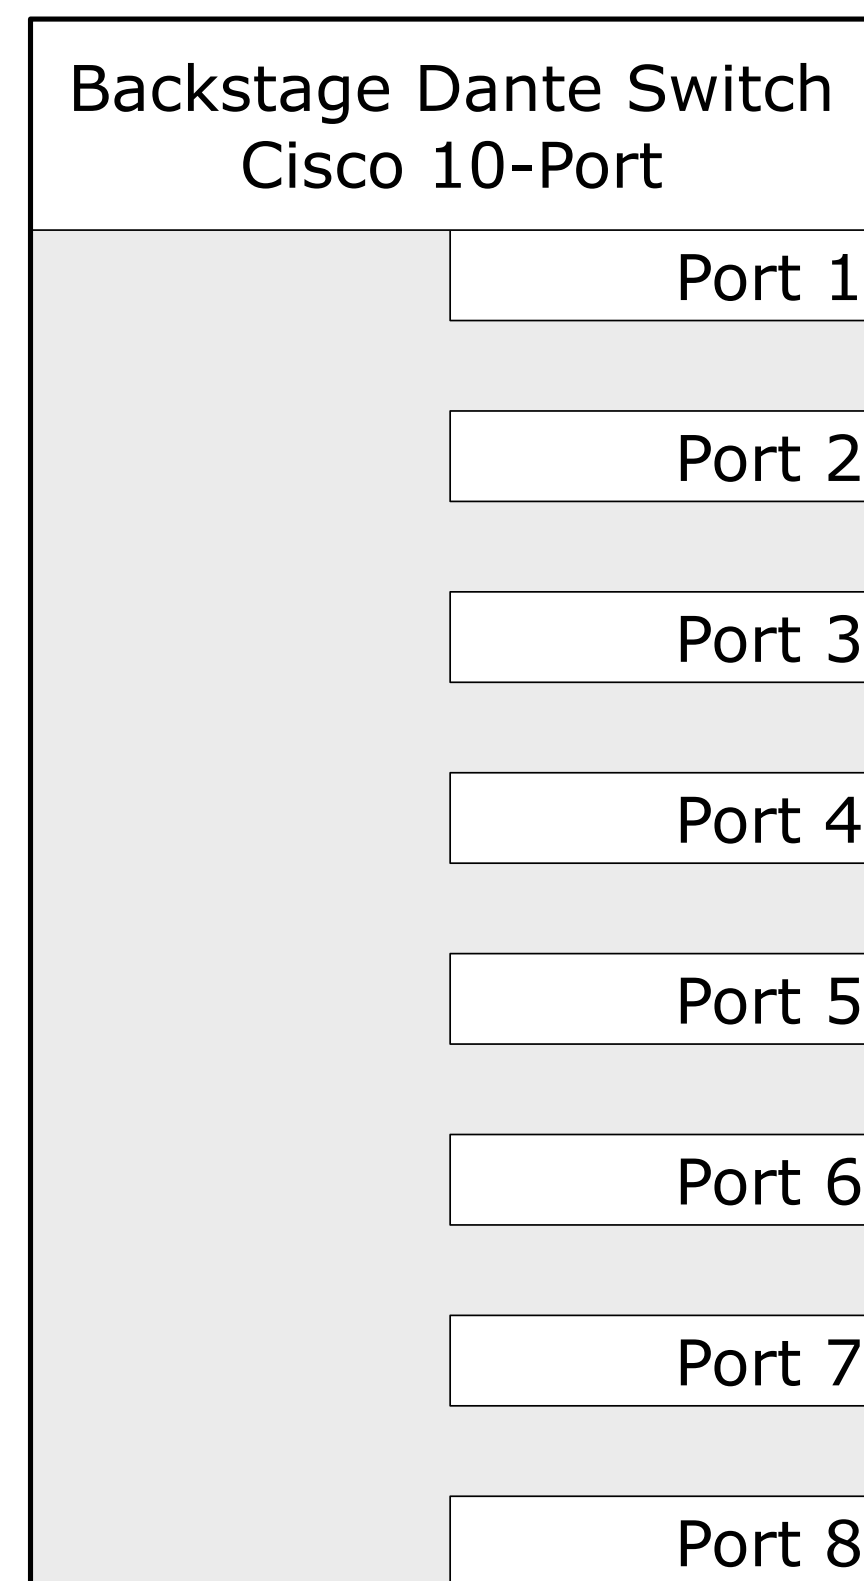 Backstage Dante Switch
Cisco 10-Port
Port 1
Port 2
Port 3
Port 4
Port 5
Port 6
Port 7
Port 8